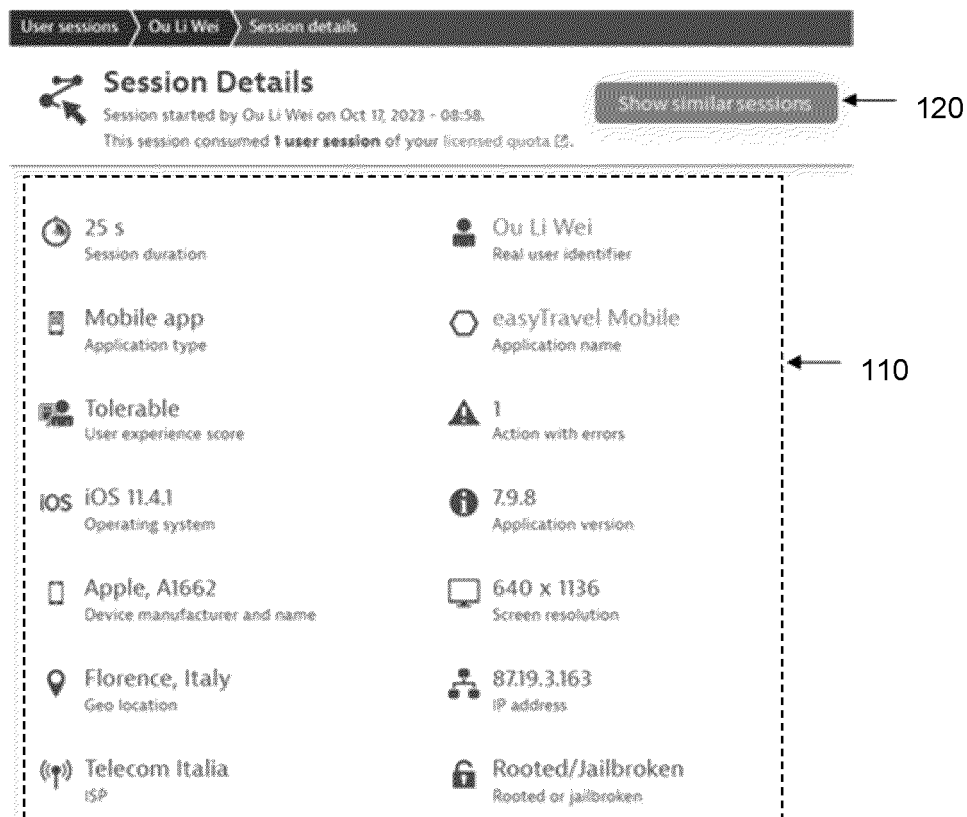 User sessions Ou Li Wei Session details
Session Details
Session started by Ou Li Wei on Oct 17, 2023 - 08:58.
This session consumed 1 user session of your licensed quota.
Show similar sessions
120
25 s
Session duration
Ou Li Wei
Real user identifier
Mobile app
Application type
easyTravel Mobile
Application name
110
Tolerable
User experience score
1
Action with errors
iOS iOS 11.4.1
Operating system
7.9.8
Application version
Apple, A1662
Device manufacturer and name
640 x 1136
Screen resolution
Florence, Italy
Geo location
87.19.3.163
IP address
Telecom Italia
ISP
Rooted/Jailbroken
Rooted or jailbroken